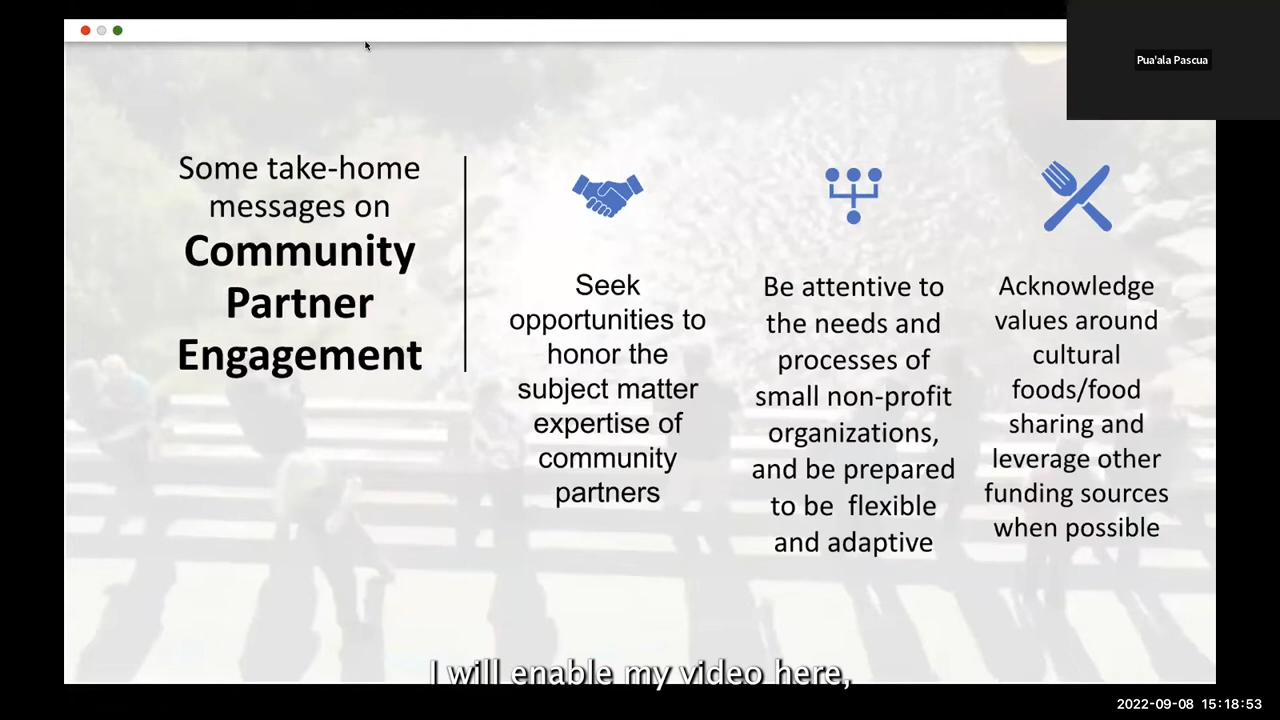 Pua'ala Pascua
Some take-home
messages on
Community
Partner
Engagement
Seek
opportunities to
honor the
subject matter
expertise of
community
partners
Be attentive to
the needs and
processes of
small non-profit
organizations,
and be prepared
to be  flexible
and adaptive
Acknowledge
values around
cultural
foods/food
sharing and
leverage other
funding sources
when possible
I will enable my video here,
2022-09-08 15:18:53